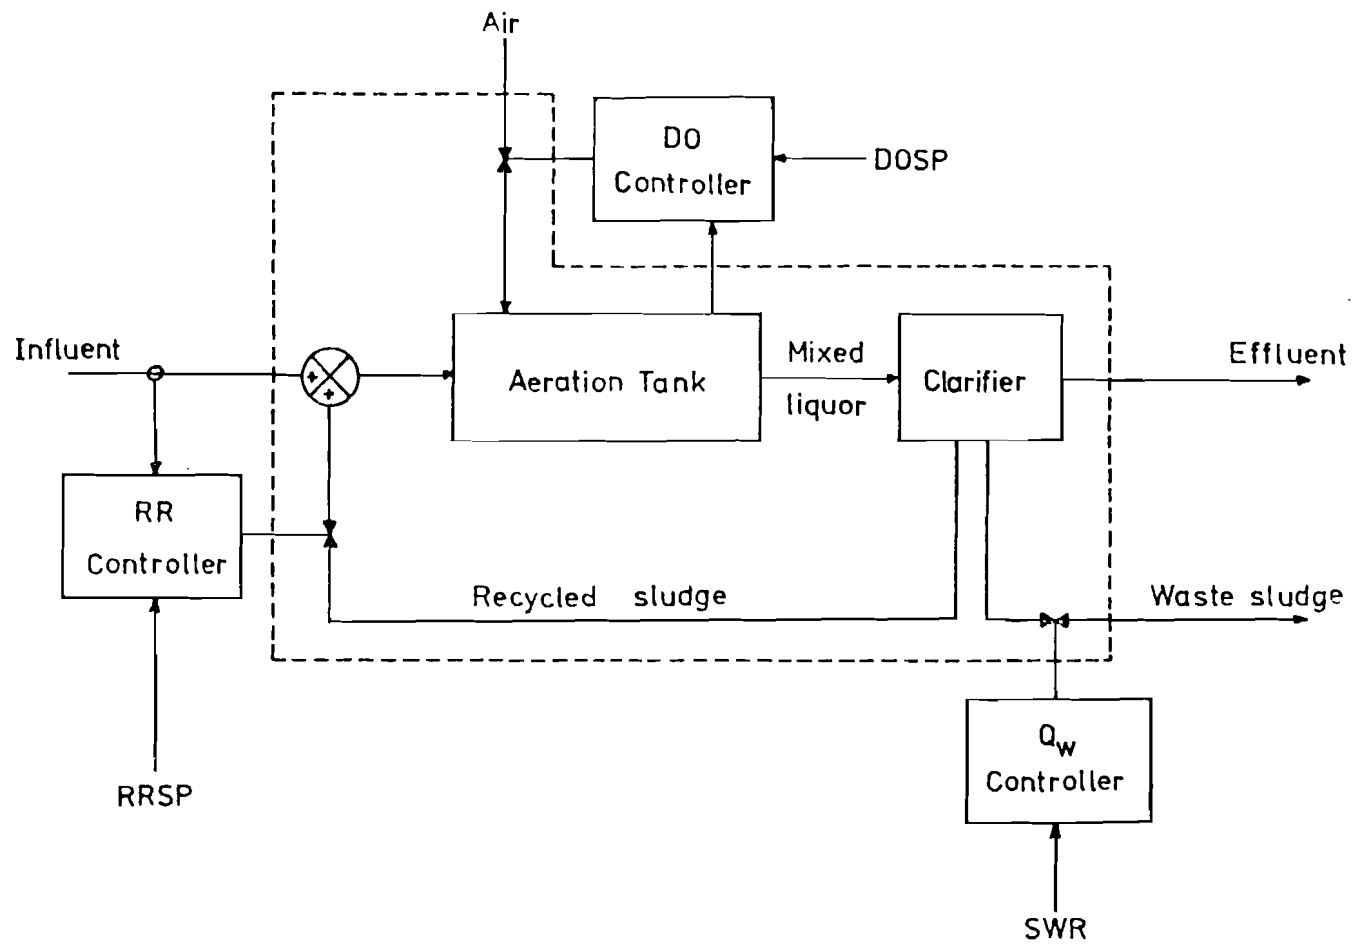 Air
DO
Controller
DOSP
Influent
+
+
Aeration Tank
Mixed
liquor
Clarifier
Effluent
RR
Controller
Recycled sludge
Waste sludge
RRSP
Qw
Controller
SWR